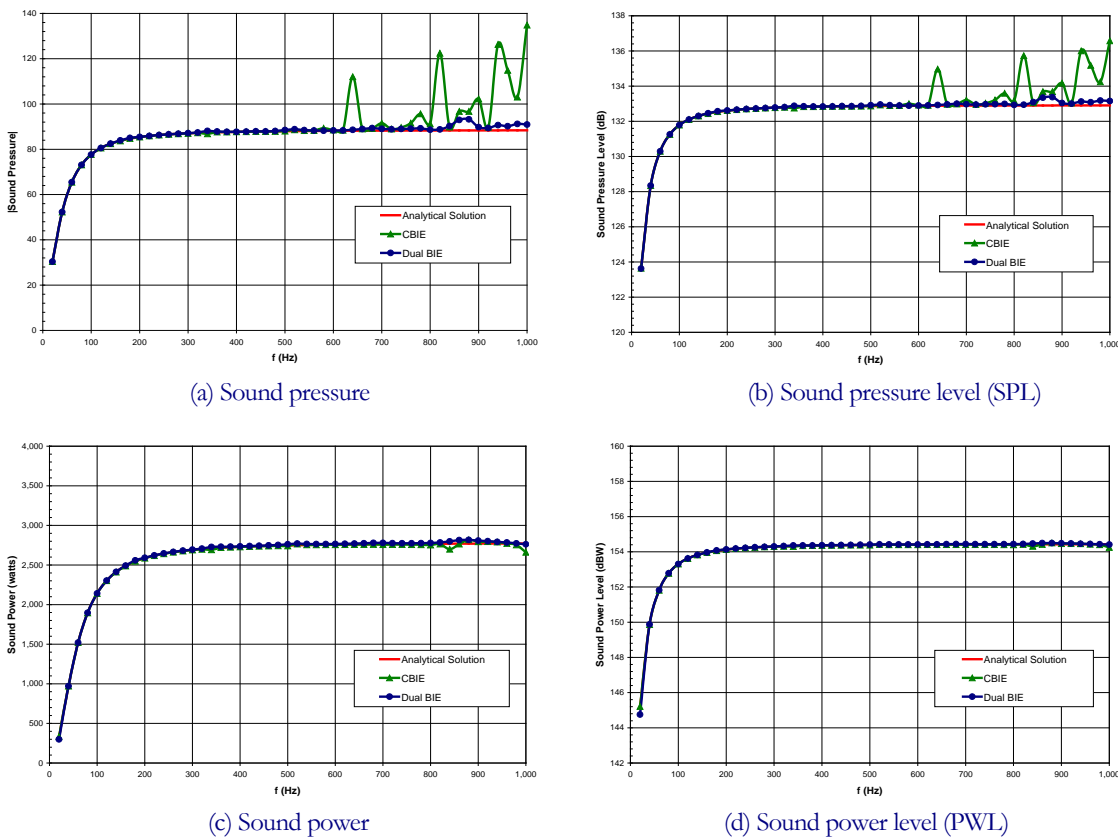 |Sound Pressure|
140
120
100
80
60
40
20
0
0 100 200 300 400 500 600 700 800 900 1,000
f (Hz)
Analytical Solution
CBIE
Dual BIE
(a) Sound pressure
Sound Pressure Level (dB)
138
136
134
132
130
128
126
124
122
120
0 100 200 300 400 500 600 700 800 900 1,000
f (Hz)
Analytical Solution
CBIE
Dual BIE
(b) Sound pressure level (SPL)
Sound Power (watts)
4,000
3,500
3,000
2,500
2,000
1,500
1,000
500
0
0 100 200 300 400 500 600 700 800 900 1,000
f (Hz)
Analytical Solution
CBIE
Dual BIE
(c) Sound power
Sound Power Level (dBW)
160
158
156
154
152
150
148
146
144
142
0 100 200 300 400 500 600 700 800 900 1,000
f (Hz)
Analytical Solution
CBIE
Dual BIE
(d) Sound power level (PWL)